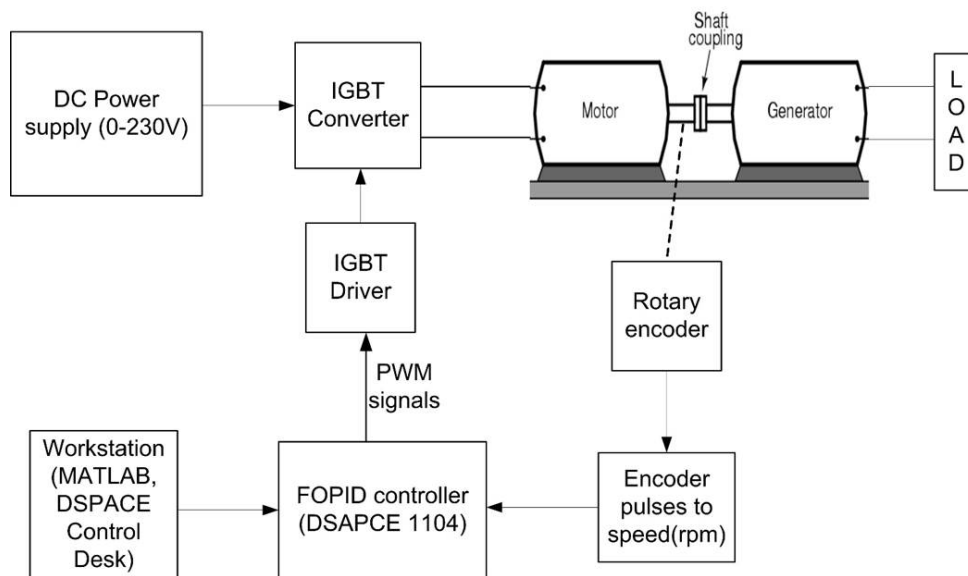 Shaft
coupling
DC Power
supply (0-230V)
IGBT
Converter
Motor
Generator
L
O
A
D
IGBT
Driver
Rotary
encoder
PWM
signals
Workstation
(MATLAB,
DSPACE
Control
Desk)
FOPID controller
(DSAPCE 1104)
Encoder
pulses to
speed(rpm)